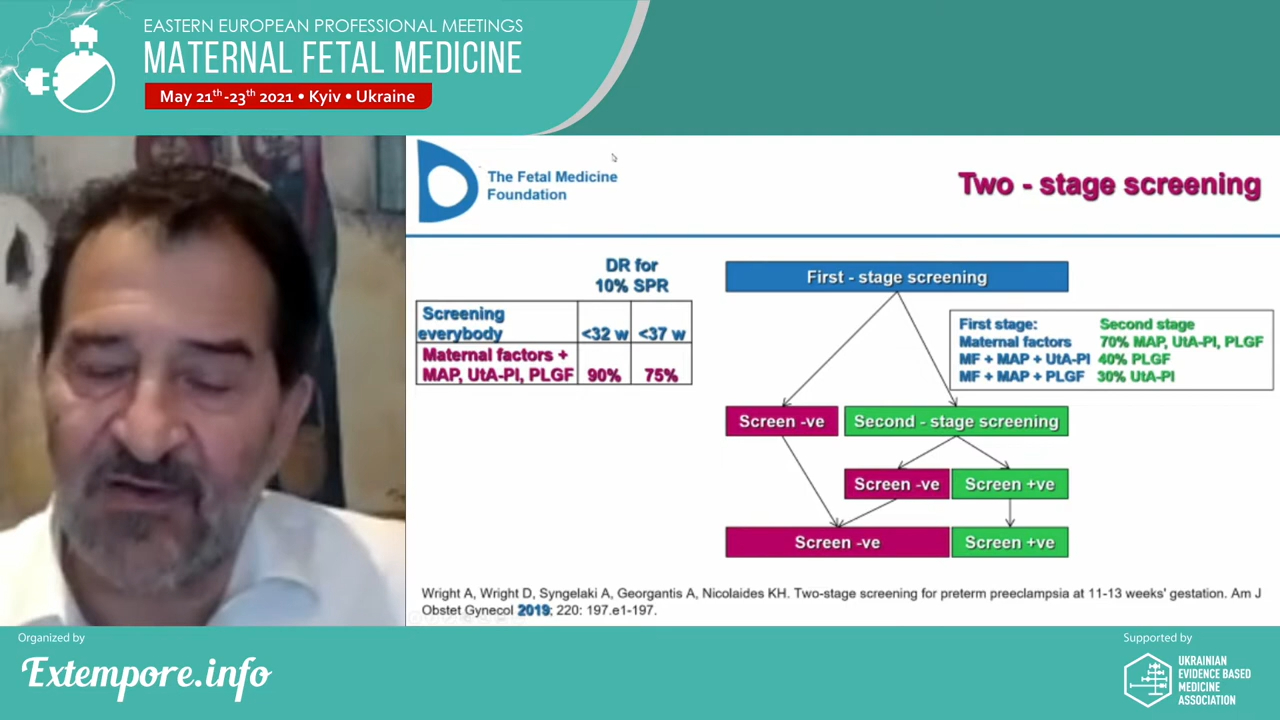 EASTERN EUROPEAN PROFESSIONAL MEETINGS
MATERNAL FETAL MEDICINE
May 21th-23th 2021 • Kyiv • Ukraine
The Fetal Medicine
Foundation
Two - stage screening
DR for
10% SPR
Screening
everybody <32 w <37 w
Maternal factors +
MAP, UtA-PI, PLGF 90% 75%
First - stage screening
First stage: Second stage
Maternal factors 70% MAP, UtA-PI, PLGF
MF + MAP + UtA-PI 40% PLGF
MF + MAP + PLGF 30% UtA-PI
Screen -ve Second - stage screening
Screen -ve Screen +ve
Screen -ve Screen +ve
Wright A, Wright D, Syngelaki A, Georgantis A, Nicolaides KH. Two-stage screening for preterm preeclampsia at 11-13 weeks' gestation. Am J
Obstet Gynecol 2019; 220: 197.e1-197.
Organized by
Extempore.info
Supported by
UKRAINIAN
EVIDENCE BASED
MEDICINE
ASSOCIATION